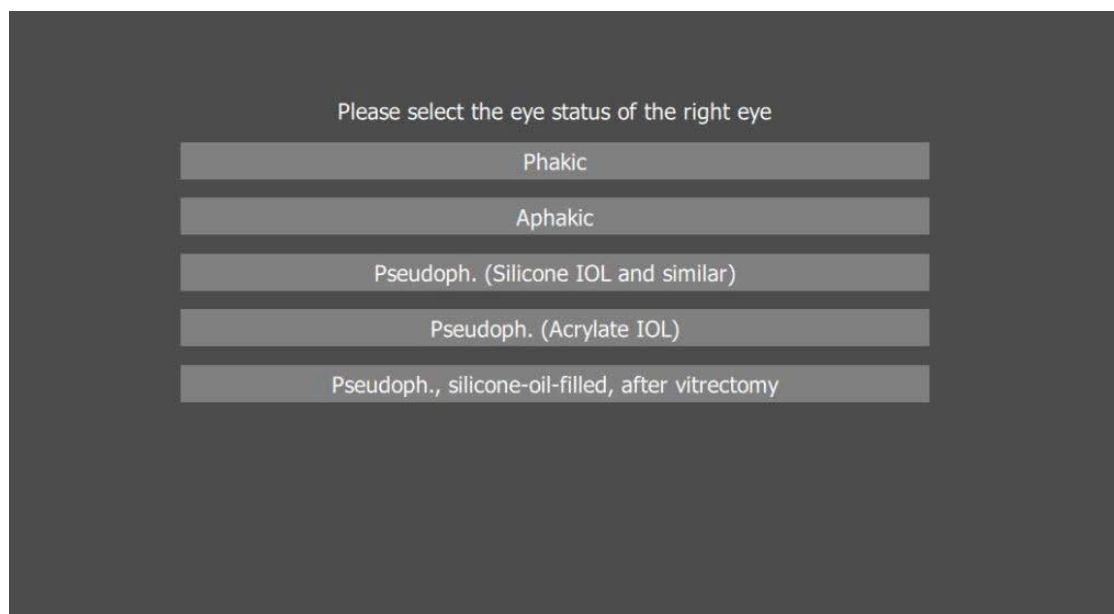 Please select the eye status of the right eye
Phakic
Aphakic
Pseudoph. (Silicone IOL and similar)
Pseudoph. (Acrylate IOL)
Pseudoph., silicone-oil-filled, after vitrectomy